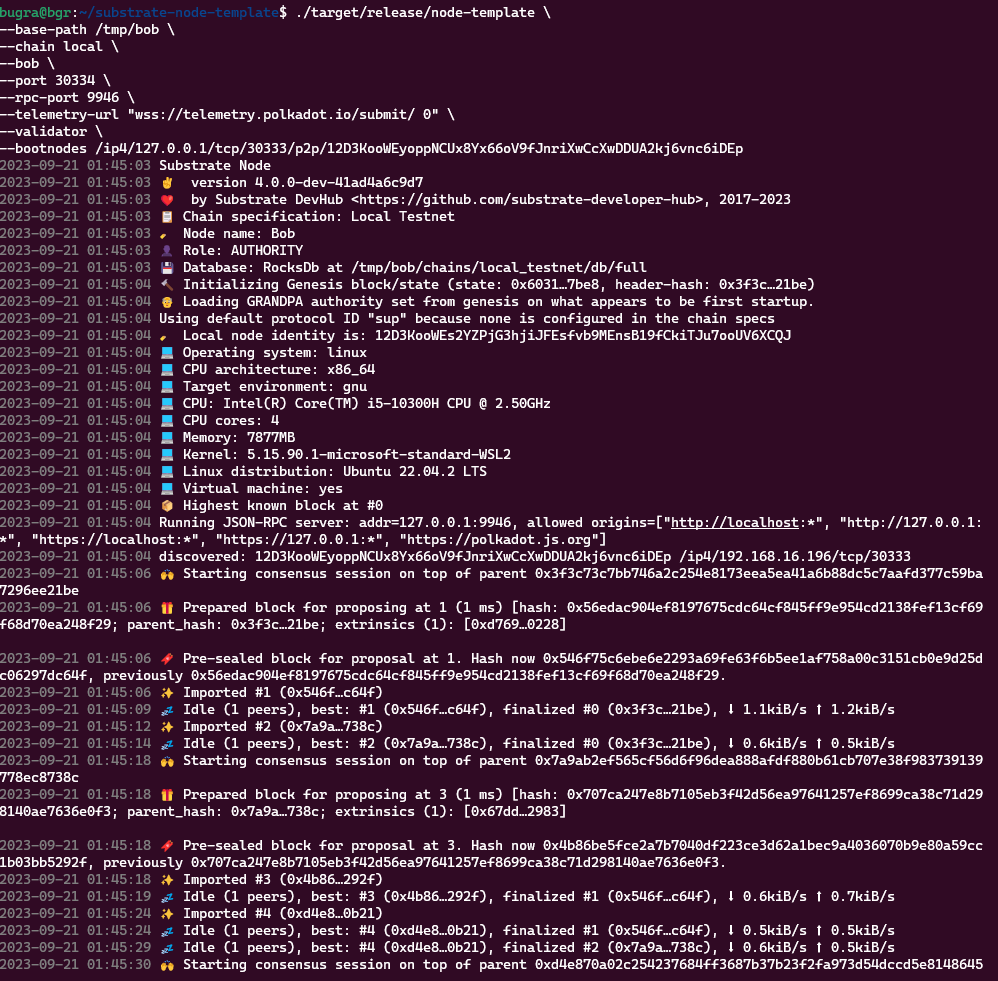 bugra@bgr:~/substrate-node-template$ ./target/release/node-template \
--base-path /tmp/bob \
--chain local \
--bob \
--port 30334 \
--rpc-port 9946 \
--telemetry-url "wss://telemetry.polkadot.io/submit/ 0" \
--validator \
--bootnodes /ip4/127.0.0.1/tcp/30333/p2p/12D3KooWEyoppNCUx8Yx66oV9fJnriXwCcXwDDUA2kj6vnc6iDEp
2023-09-21 01:45:03 Substrate Node
2023-09-21 01:45:03 ✌️ version 4.0.0-dev-41ad4a6c9d7
2023-09-21 01:45:03 ❤️ by Substrate DevHub <https://github.com/substrate-developer-hub>, 2017-2023
2023-09-21 01:45:03 📋 Chain specification: Local Testnet
2023-09-21 01:45:03 🏷 Node name: Bob
2023-09-21 01:45:03 👤 Role: AUTHORITY
2023-09-21 01:45:03 💾 Database: RocksDb at /tmp/bob/chains/local_testnet/db/full
2023-09-21 01:45:04 🔨 Initializing Genesis block/state (state: 0x6031…7be8, header-hash: 0x3f3c…21be)
2023-09-21 01:45:04 👴 Loading GRANDPA authority set from genesis on what appears to be first startup.
2023-09-21 01:45:04 Using default protocol ID "sup" because none is configured in the chain specs
2023-09-21 01:45:04 🏷 Local node identity is: 12D3KooWEs2YZPjG3hjiJFEsfvb9MEnsB19fCkiTJu7ooUV6XCQJ
2023-09-21 01:45:04 💻 Operating system: linux
2023-09-21 01:45:04 💻 CPU architecture: x86_64
2023-09-21 01:45:04 💻 Target environment: gnu
2023-09-21 01:45:04 💻 CPU: Intel(R) Core(TM) i5-10300H CPU @ 2.50GHz
2023-09-21 01:45:04 💻 CPU cores: 4
2023-09-21 01:45:04 💻 Memory: 7877MB
2023-09-21 01:45:04 💻 Kernel: 5.15.90.1-microsoft-standard-WSL2
2023-09-21 01:45:04 💻 Linux distribution: Ubuntu 22.04.2 LTS
2023-09-21 01:45:04 💻 Virtual machine: yes
2023-09-21 01:45:04 📦 Highest known block at #0
2023-09-21 01:45:04 Running JSON-RPC server: addr=127.0.0.1:9946, allowed origins=["http://localhost:*", "http://127.0.0.1:
*", "https://localhost:*", "https://127.0.0.1:*", "https://polkadot.js.org"]
2023-09-21 01:45:04 discovered: 12D3KooWEyoppNCUx8Yx66oV9fJnriXwCcXwDDUA2kj6vnc6iDEp /ip4/192.168.16.196/tcp/30333
2023-09-21 01:45:06 🙌 Starting consensus session on top of parent 0x3f3c73c7bb746a2c254e8173eea5ea41a6b88dc5c7aafd377c59ba
7296ee21be
2023-09-21 01:45:06 🎁 Prepared block for proposing at 1 (1 ms) [hash: 0x56edac904ef8197675cdc64cf845ff9e954cd2138fef13cf69
f68d70ea248f29; parent_hash: 0x3f3c…21be; extrinsics (1): [0xd769…0228]
2023-09-21 01:45:06 🔖 Pre-sealed block for proposal at 1. Hash now 0x546f75c6ebe6e2293a69fe63f6b5ee1af758a00c3151cb0e9d25d
c06297dc64f, previously 0x56edac904ef8197675cdc64cf845ff9e954cd2138fef13cf69f68d70ea248f29.
2023-09-21 01:45:06 ✨ Imported #1 (0x546f…c64f)
2023-09-21 01:45:09 💤 Idle (1 peers), best: #1 (0x546f…c64f), finalized #0 (0x3f3c…21be), ⬇ 1.1kiB/s ⬆ 1.2kiB/s
2023-09-21 01:45:12 ✨ Imported #2 (0x7a9a…738c)
2023-09-21 01:45:14 💤 Idle (1 peers), best: #2 (0x7a9a…738c), finalized #0 (0x3f3c…21be), ⬇ 0.6kiB/s ⬆ 0.5kiB/s
2023-09-21 01:45:18 🙌 Starting consensus session on top of parent 0x7a9ab2ef565cf56d6f96dea888afdf880b61cb707e38f983739139
778ec8738c
2023-09-21 01:45:18 🎁 Prepared block for proposing at 3 (1 ms) [hash: 0x707ca247e8b7105eb3f42d56ea97641257ef8699ca38c71d29
8140ae7636e0f3; parent_hash: 0x7a9a…738c; extrinsics (1): [0x67dd…2983]
2023-09-21 01:45:18 🔖 Pre-sealed block for proposal at 3. Hash now 0x4b86be5fce2a7b7040df223ce3d62a1bec9a4036070b9e80a59cc
1b03bb5292f, previously 0x707ca247e8b7105eb3f42d56ea97641257ef8699ca38c71d298140ae7636e0f3.
2023-09-21 01:45:18 ✨ Imported #3 (0x4b86…292f)
2023-09-21 01:45:19 💤 Idle (1 peers), best: #3 (0x4b86…292f), finalized #1 (0x546f…c64f), ⬇ 0.6kiB/s ⬆ 0.7kiB/s
2023-09-21 01:45:24 ✨ Imported #4 (0xd4e8…0b21)
2023-09-21 01:45:24 💤 Idle (1 peers), best: #4 (0xd4e8…0b21), finalized #1 (0x546f…c64f), ⬇ 0.5kiB/s ⬆ 0.5kiB/s
2023-09-21 01:45:29 💤 Idle (1 peers), best: #4 (0xd4e8…0b21), finalized #2 (0x7a9a…738c), ⬇ 0.6kiB/s ⬆ 0.5kiB/s
2023-09-21 01:45:30 🙌 Starting consensus session on top of parent 0xd4e870a02c254237684ff3687b37b23f2fa973d54dccd5e8148645